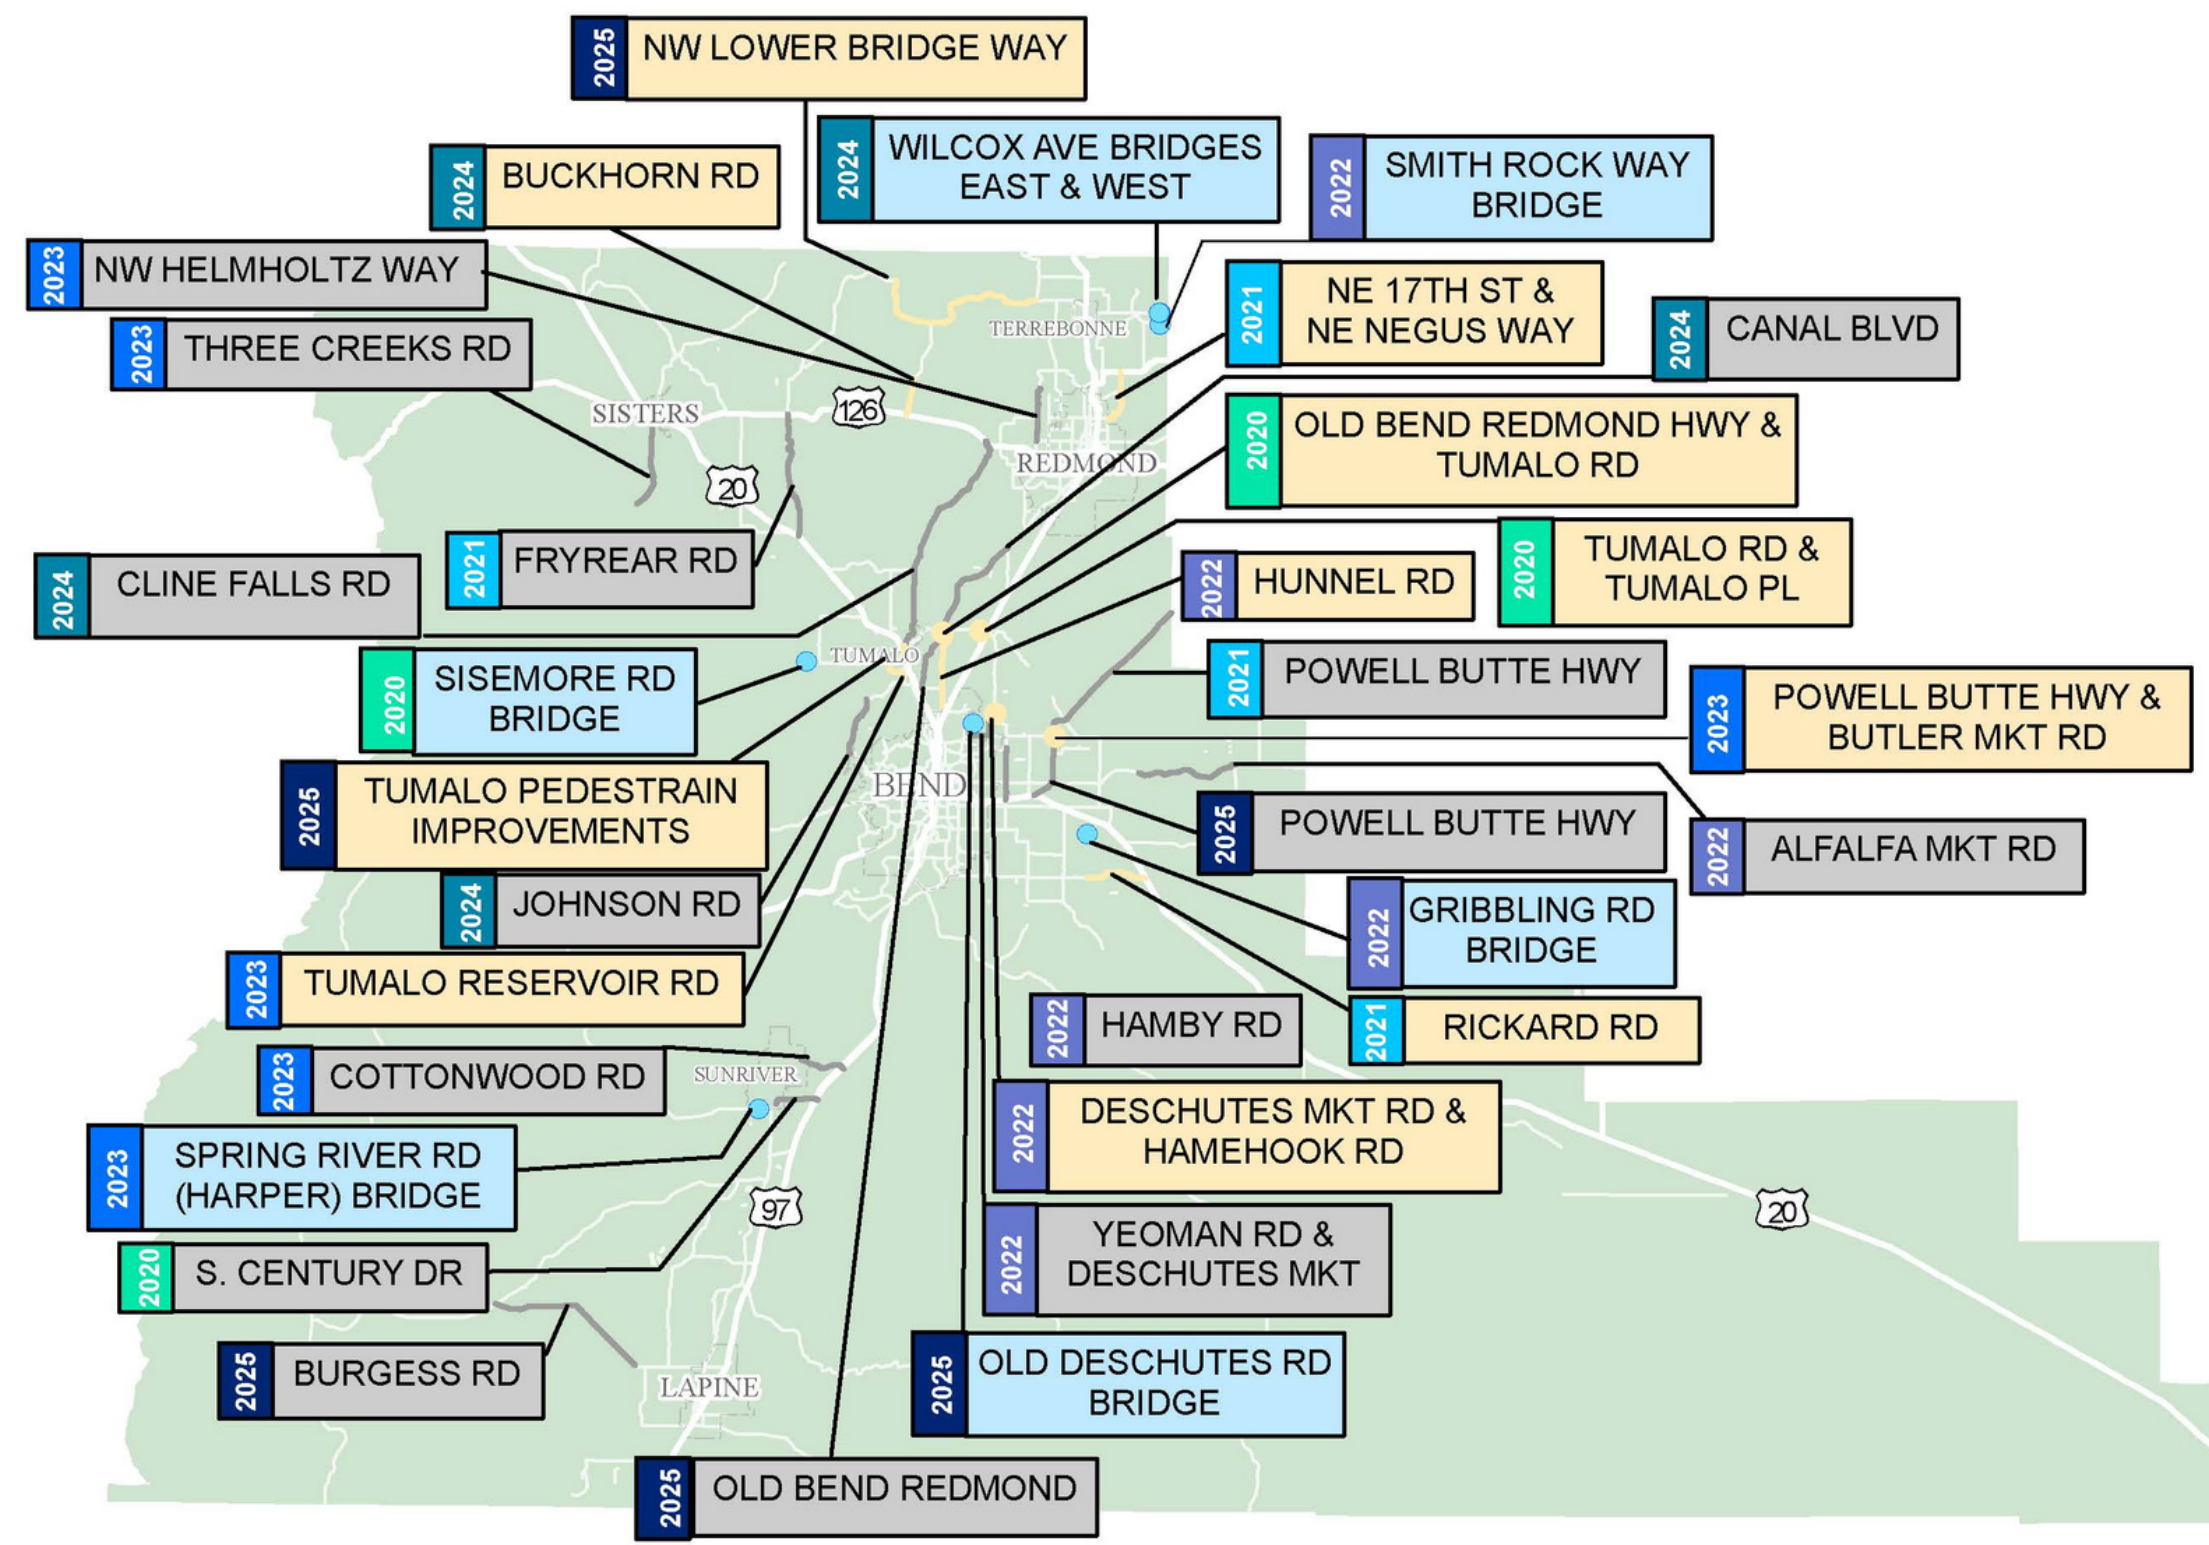 2025
NW LOWER BRIDGE WAY
2024
WILCOX AVE BRIDGES
EAST & WEST
2022
SMITH ROCK WAY
BRIDGE
2024
BUCKHORN RD
2023
NW HELMHOLTZ WAY
2021
NE 17TH ST &
NE NEGUS WAY
2024
CANAL BLVD
2023
THREE CREEKS RD
TERREBONNE
SISTERS
126
20
REDMOND
2020
OLD BEND REDMOND HWY &
TUMALO RD
2021
FRYREAR RD
2024
CLINE FALLS RD
2022
HUNNEL RD
2020
TUMALO RD &
TUMALO PL
2020
SISEMORE RD
BRIDGE
TUMALO
2021
POWELL BUTTE HWY
2023
POWELL BUTTE HWY &
BUTLER MKT RD
2025
TUMALO PEDESTRAIN
IMPROVEMENTS
BEND
2025
POWELL BUTTE HWY
2022
ALFALFA MKT RD
2024
JOHNSON RD
2022
GRIBBLING RD
BRIDGE
2023
TUMALO RESERVOIR RD
2022
HAMBY RD
2021
RICKARD RD
2023
COTTONWOOD RD
SUNRIVER
2022
DESCHUTES MKT RD &
HAMEHOOK RD
2023
SPRING RIVER RD
(HARPER) BRIDGE
97
20
2022
YEOMAN RD &
DESCHUTES MKT
2020
S. CENTURY DR
2025
BURGESS RD
LAPINE
2025
OLD DESCHUTES RD
BRIDGE
2025
OLD BEND REDMOND